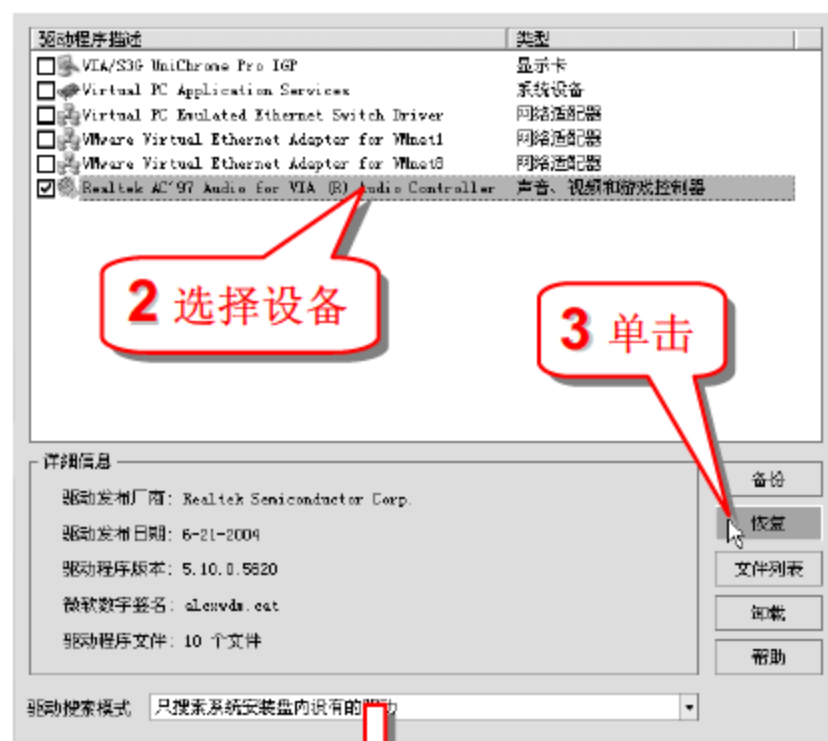 驱动程序描述 类型
VIA/S3G UniChrome Pro IGP 显示卡
Virtual PC Application Services 系统设备
Virtual PC Emulated Ethernet Switch Driver 网络适配器
VMware Virtual Ethernet Adapter for VMnet1 网络适配器
VMware Virtual Ethernet Adapter for VMnet8 网络适配器
Realtek AC'97 Audio for VIA (R) Audio Controller 声音、视频和游戏控制器
2 选择设备
3 单击
详细信息
备份
驱动发布厂商: Realtek Semiconductor Corp.
恢复
驱动发布日期: 6-21-2004
驱动程序版本: 5.10.0.5620
文件列表
微软数字签名: alcxwdm.cat
卸载
驱动程序文件: 10 个文件
帮助
驱动搜索模式 只搜索系统安装盘内没有的驱动